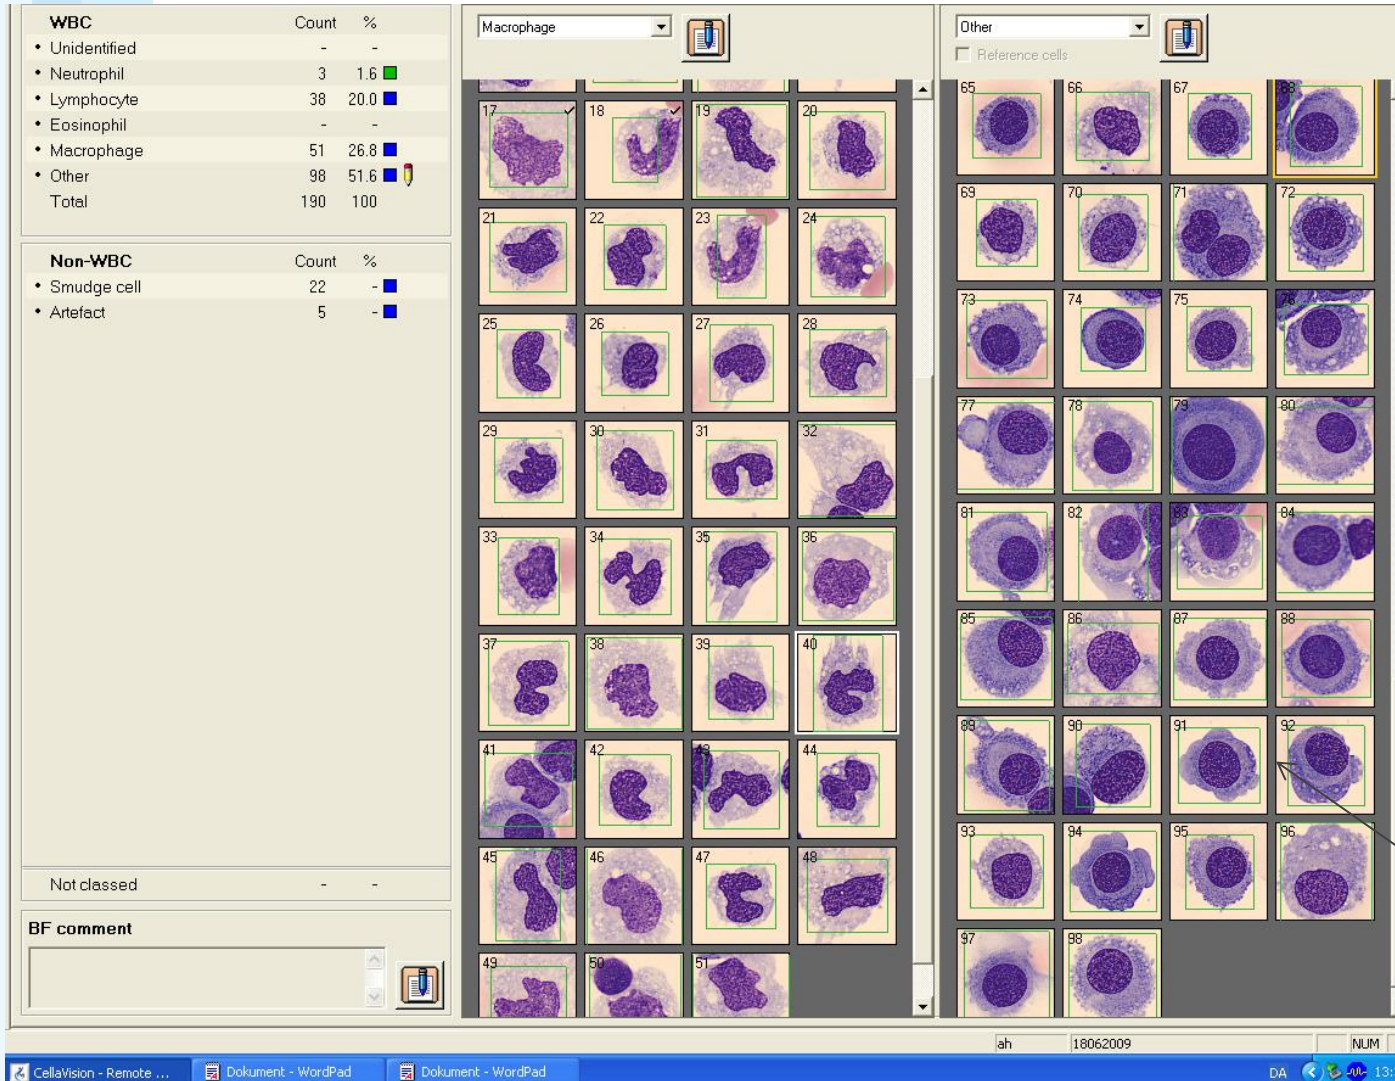 WBC Count %
• Unidentified - -
• Neutrophil 3 1.6
• Lymphocyte 38 20.0
• Eosinophil - -
• Macrophage 51 26.8
• Other 98 51.6
Total 190 100
Non-WBC Count %
• Smudge cell 22 -
• Artefact 5 -
Not classed - -
BF comment
Macrophage
17 18 19 20
21 22 23 24
25 26 27 28
29 30 31 32
33 34 35 36
37 38 39 40
41 42 43 44
45 46 47 48
49 50 51
Other
Reference cells
65 66 67 68
69 70 71 72
73 74 75 76
77 78 79 80
81 82 83 84
85 86 87 88
89 90 91 92
93 94 95 96
97 98
ah 18062009 NUM
CellaVision - Remote ... Dokument - WordPad Dokument - WordPad DA 13: